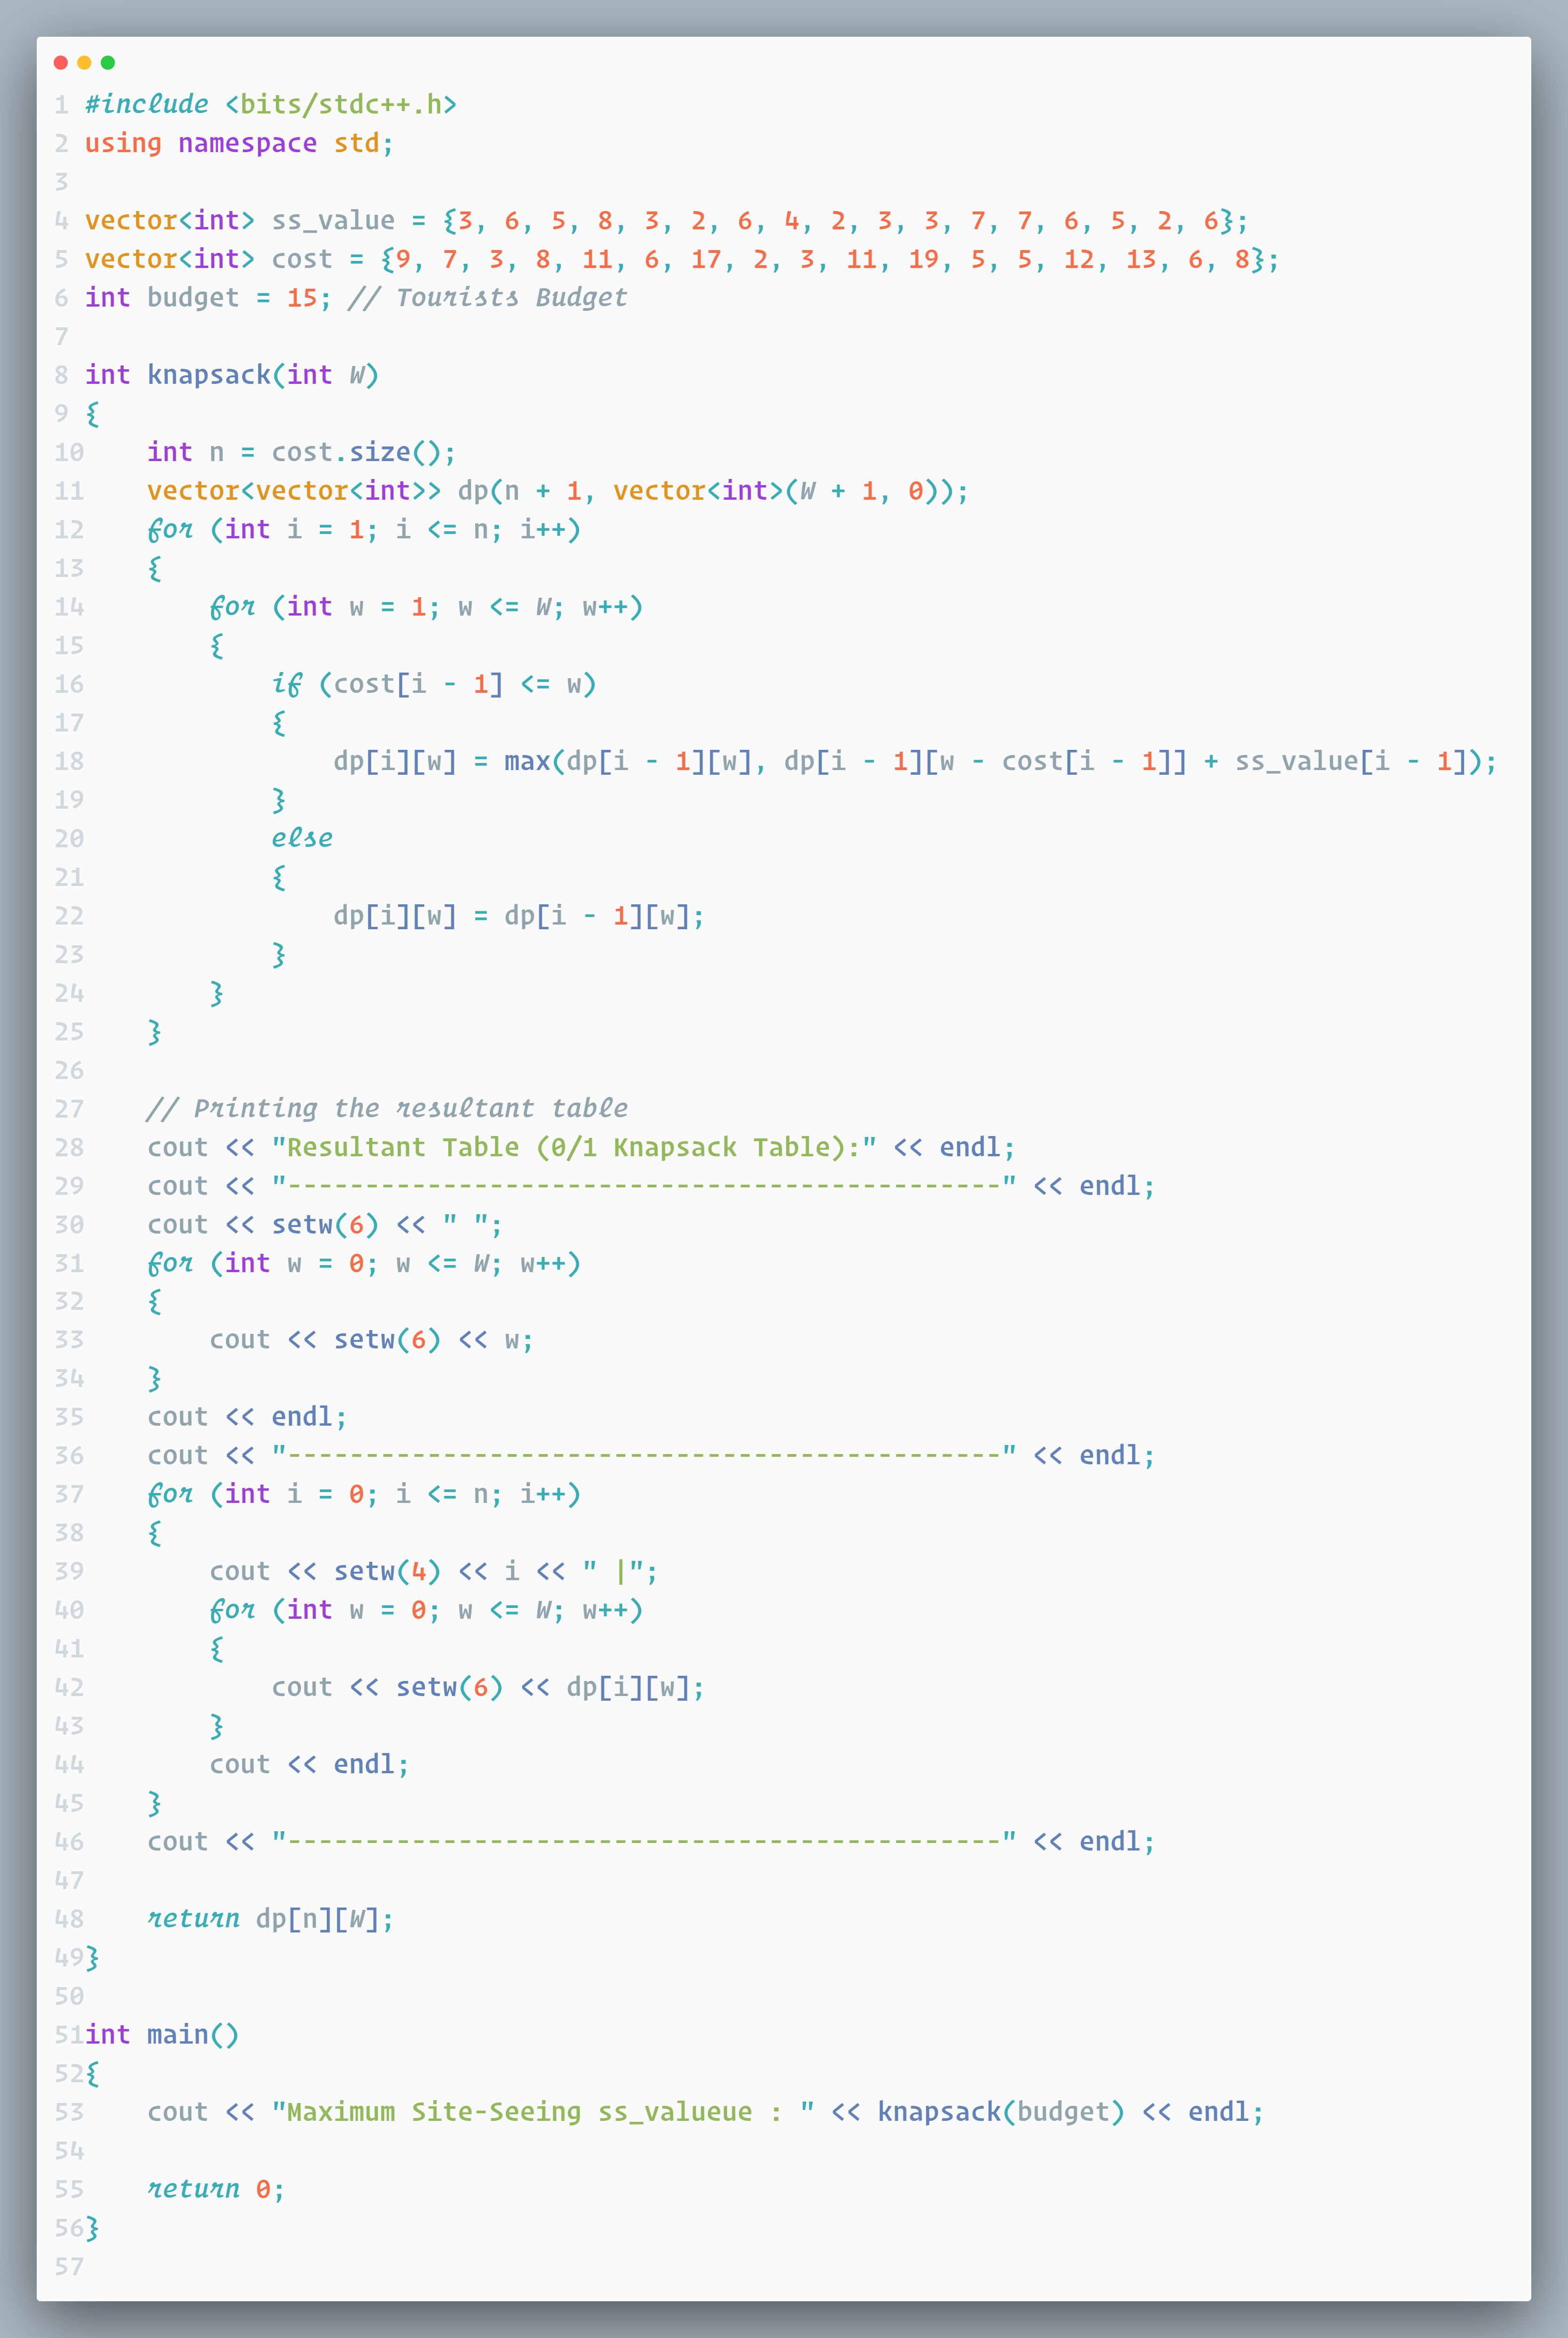 1 #include <bits/stdc++.h>
2 using namespace std;
3
4 vector<int> ss_value = {3, 6, 5, 8, 3, 2, 6, 4, 2, 3, 3, 7, 7, 6, 5, 2, 6};
5 vector<int> cost = {9, 7, 3, 8, 11, 6, 17, 2, 3, 11, 19, 5, 5, 12, 13, 6, 8};
6 int budget = 15; // Tourists Budget
7
8 int knapsack(int W)
9 {
10     int n = cost.size();
11     vector<vector<int>> dp(n + 1, vector<int>(W + 1, 0));
12     for (int i = 1; i <= n; i++)
13     {
14         for (int w = 1; w <= W; w++)
15         {
16             if (cost[i - 1] <= w)
17             {
18                 dp[i][w] = max(dp[i - 1][w], dp[i - 1][w - cost[i - 1]] + ss_value[i - 1]);
19             }
20             else
21             {
22                 dp[i][w] = dp[i - 1][w];
23             }
24         }
25     }
26
27     // Printing the resultant table
28     cout << "Resultant Table (0/1 Knapsack Table):" << endl;
29     cout << "----------------------------------------------" << endl;
30     cout << setw(6) << " ";
31     for (int w = 0; w <= W; w++)
32     {
33         cout << setw(6) << w;
34     }
35     cout << endl;
36     cout << "----------------------------------------------" << endl;
37     for (int i = 0; i <= n; i++)
38     {
39         cout << setw(4) << i << " |";
40         for (int w = 0; w <= W; w++)
41         {
42             cout << setw(6) << dp[i][w];
43         }
44         cout << endl;
45     }
46     cout << "----------------------------------------------" << endl;
47
48     return dp[n][W];
49 }
50
51 int main()
52 {
53     cout << "Maximum Site-Seeing ss_valueue : " << knapsack(budget) << endl;
54
55     return 0;
56 }
57